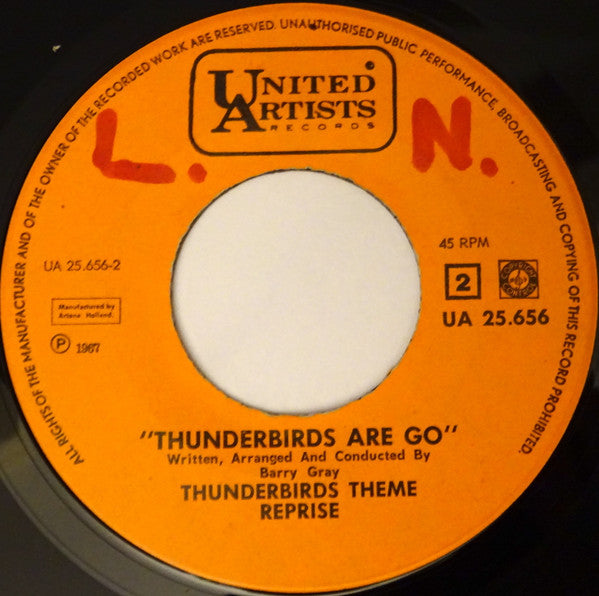 ALL RIGHTS OF THE MANUFACTURER AND OF THE OWNER OF THE RECORDED WORK ARE RESERVED. UNAUTHORISED PUBLIC PERFORMANCE, BROADCASTING AND COPYING OF THIS RECORD PROHIBITED.
UNITED
ARTISTS
RECORDS
L. N.
45 RPM
UA 25.656-2
2
UA 25.656
Manufactured by
Artone Holland.
Ⓟ 1967
"THUNDERBIRDS ARE GO"
Written, Arranged And Conducted By
Barry Gray
THUNDERBIRDS THEME
REPRISE